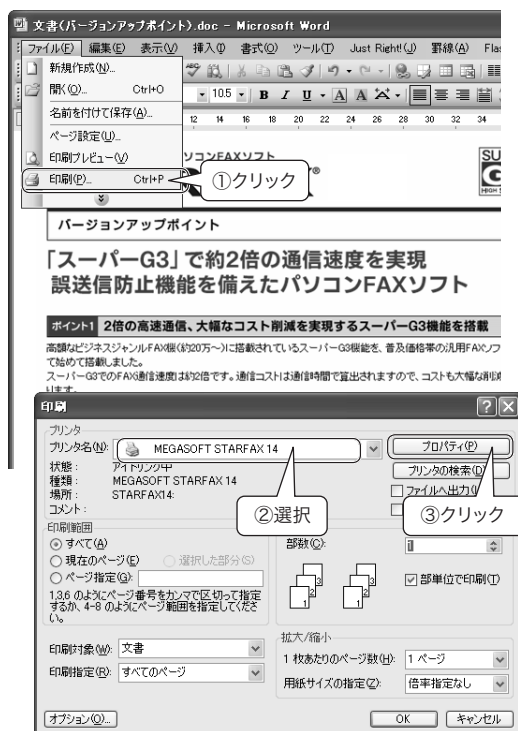 文書(バージョンアップポイント).doc - Microsoft Word
ファイル(F) 編集(E) 表示(V) 挿入(I) 書式(O) ツール(T) Just Right!(J) 罫線(A) Flas
新規作成(N)...
開く(O)... Ctrl+O
10.5 B I U A A
名前を付けて保存(A)...
12 14 16 18 20 22 24 26 28 30 32 34
ページ設定(U)...
印刷プレビュー(V)
ソコンFAXソフト
SU
G
HIGH
印刷(P)... Ctrl+P
①クリック
バージョンアップポイント
「スーパーG3」で約2倍の通信速度を実現
誤送信防止機能を備えたパソコンFAXソフト
ポイント1 2倍の高速通信、大幅なコスト削減を実現するスーパーG3機能を搭載
高額なビジネスジャンルFAX機(約20万～)に搭載されているスーパーG3機能を、普及価格帯の汎用FAXソフ
て始めて搭載しました。
スーパーG3でのFAX通信速度は約2倍です。通信コストは通信時間で算出されますので、コストも大幅な削減
ります。
印刷
プリンタ
プリンタ名(N): MEGASOFT STARFAX 14 プロパティ(P)
状態: アイドリング中 プリンタの検索(D)
種類: MEGASOFT STARFAX 14
場所: STARFAX14: ファイルへ出力(
コメント:
②選択
③クリック
印刷範囲
すべて(A)
現在のページ(E) 選択した部分(S)
ページ指定(G):
1,3,6 のようにページ番号をカンマで区切って指定
するか、4-8 のようにページ範囲を指定してくださ
い。
印刷部数
部数(C): 1
部単位で印刷(T)
印刷対象(W): 文書
印刷指定(R): すべてのページ
拡大/縮小
1 枚あたりのページ数(H): 1 ページ
用紙サイズの指定(Z): 倍率指定なし
オプション(O)... OK キャンセル